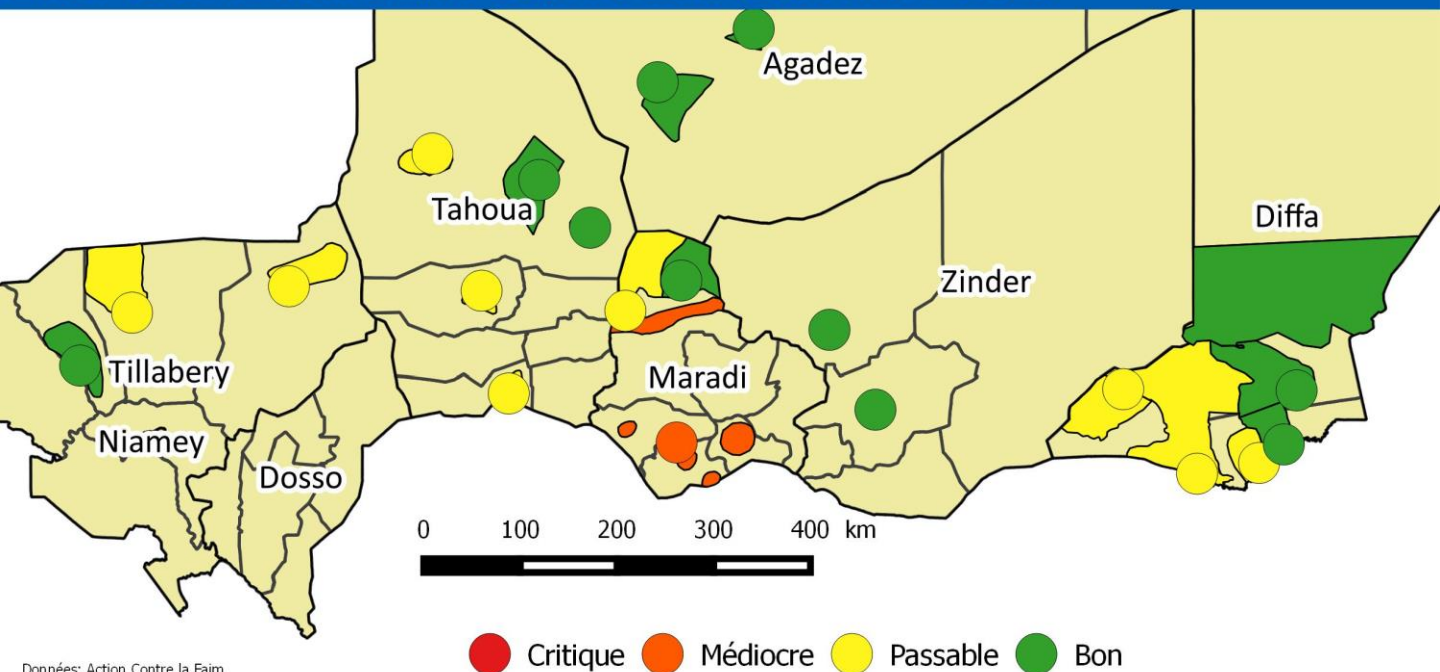 Agadez
Tahoua
Diffa
Zinder
Tillabery
Maradi
Niamey
Dosso
0 100 200 300 400 km
Critique Médiocre Passable Bon
Données: Action Contre la Faim